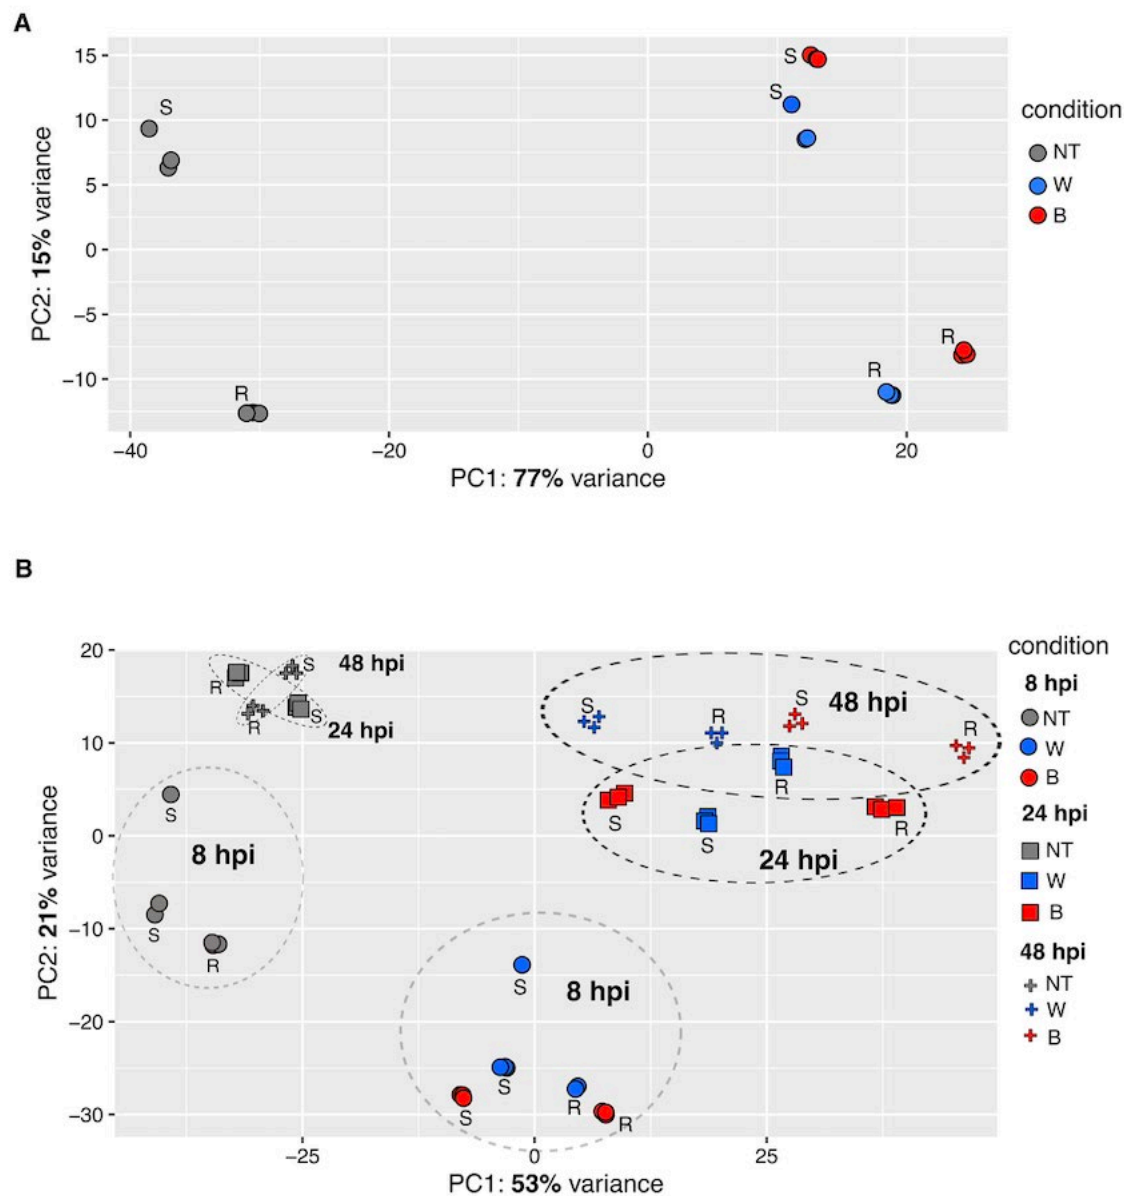 A
15
10
5
0
−5
−10
PC2: 15% variance
S
S
S
R
R
R
−40
−20
0
20
PC1: 77% variance
condition
NT
W
B
B
20
10
0
−10
−20
−30
PC2: 21% variance
S
48 hpi
R
S
R
24 hpi
S
R
S
48 hpi
R
R
S
S
R
24 hpi
S
8 hpi
S
R
S
8 hpi
S
R
S
R
−25
0
25
PC1: 53% variance
condition
8 hpi
NT
W
B
24 hpi
NT
W
B
48 hpi
NT
W
B